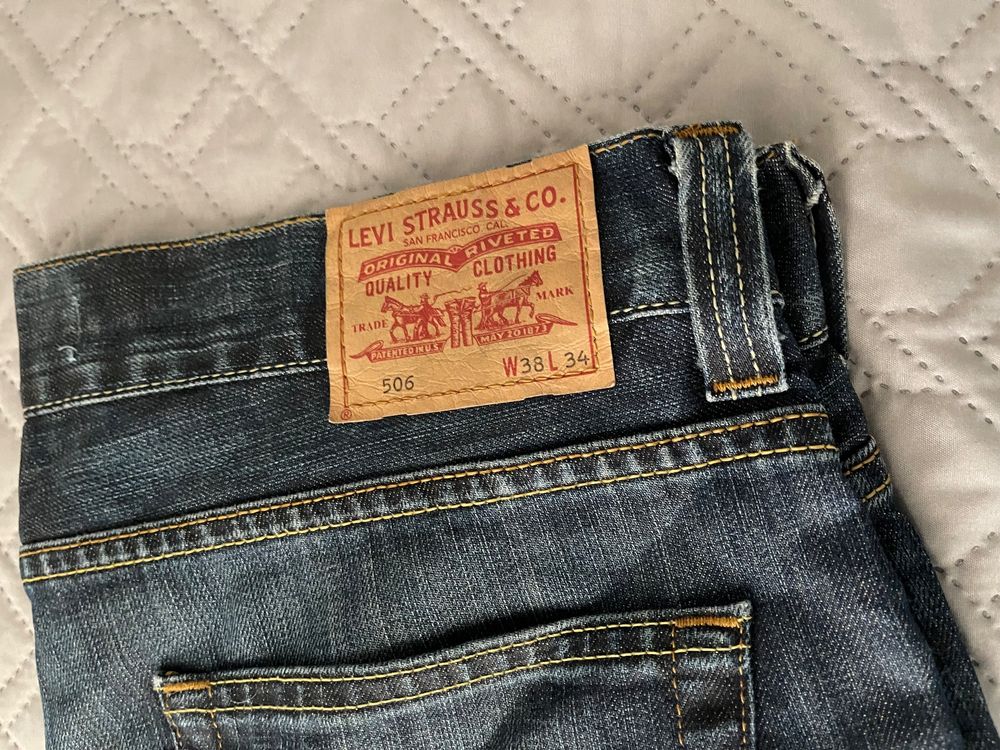 LEVI STRAUSS & CO.
SAN FRANCISCO CAL.
ORIGINAL RIVETED
QUALITY CLOTHING
TRADE MARK
PATENTED IN U.S. MAY 20 1873
506 W38 L 34
®